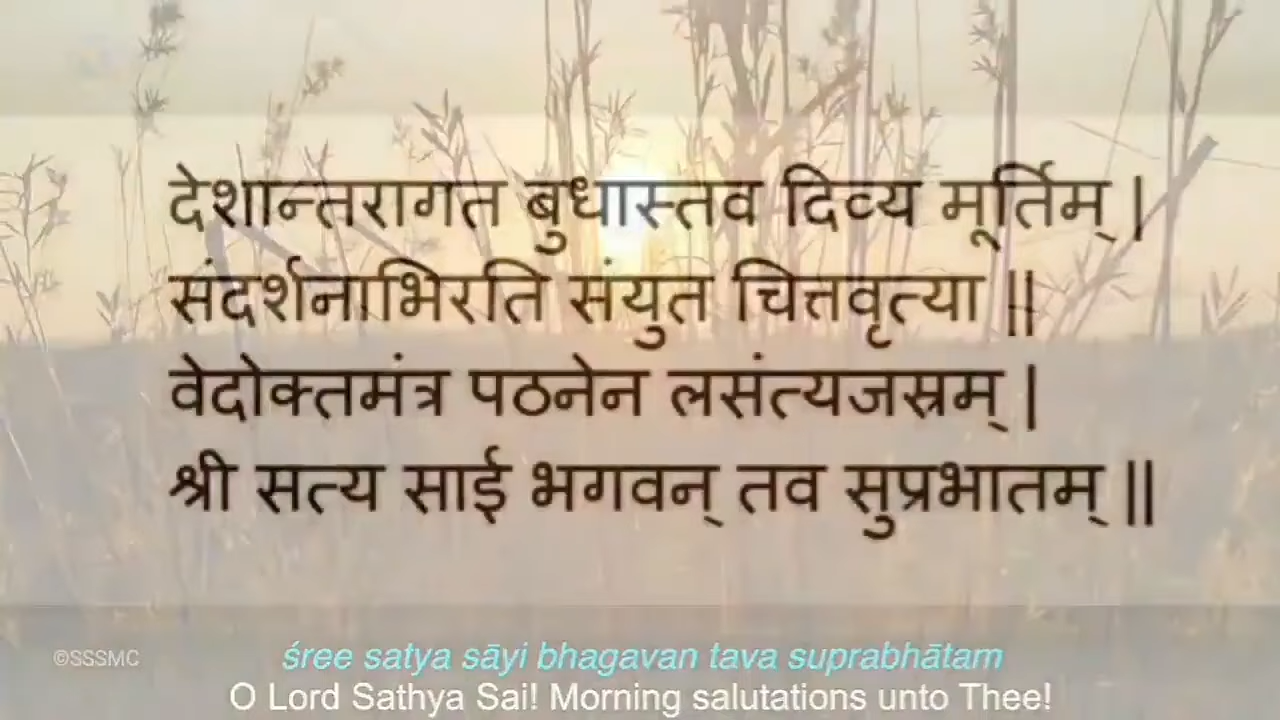 देशान्तरागत बुधास्तव दिव्य मूर्तिम् |
संदर्शनाभिरति संयुत चित्तवृत्या ||
वेदोक्तमंत्र पठनेन लसंत्यजस्रम् |
श्री सत्य साई भगवन् तव सुप्रभातम् ||
©SSSMC
śree satya sāyi bhagavan tava suprabhātam
O Lord Sathya Sai! Morning salutations unto Thee!